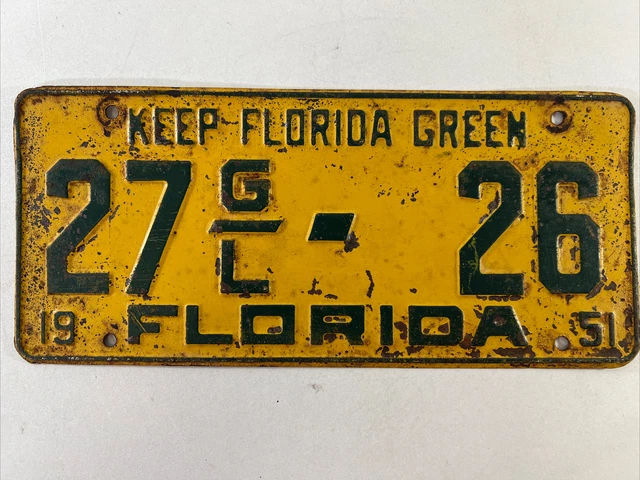 KEEP FLORIDA GREEN
27 G/L - 26
19 FLORIDA 51